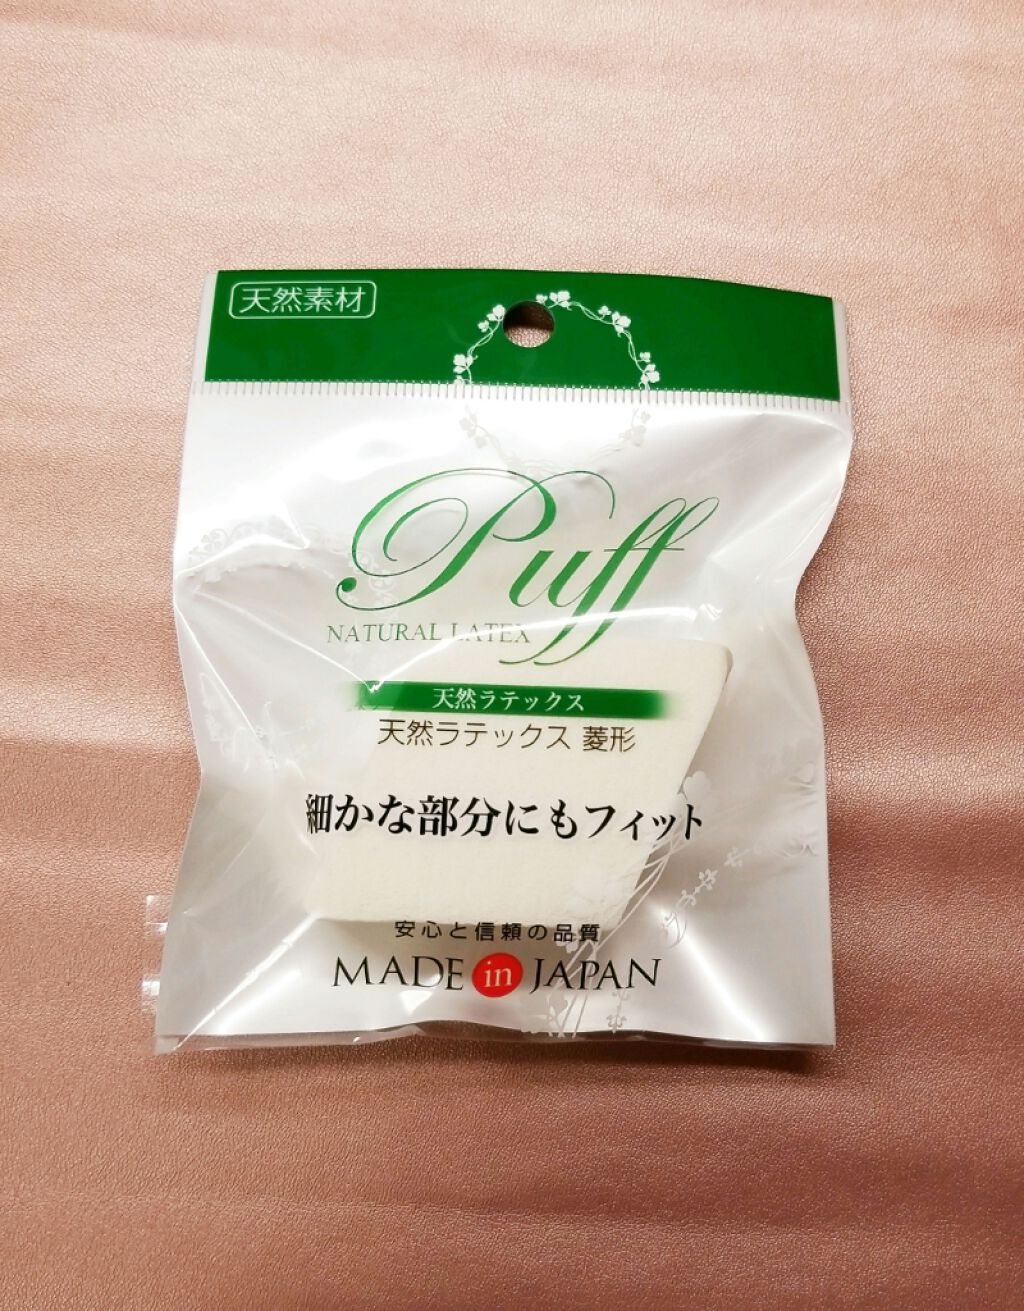 天然素材
Puff
NATURAL LATEX
天然ラテックス
天然ラテックス 菱形
細かな部分にもフィット
安心と信頼の品質
MADE in JAPAN